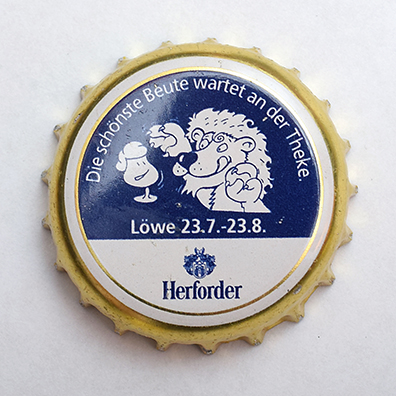 Die schönste Beute wartet an der Theke.
Löwe 23.7.-23.8.
Herforder